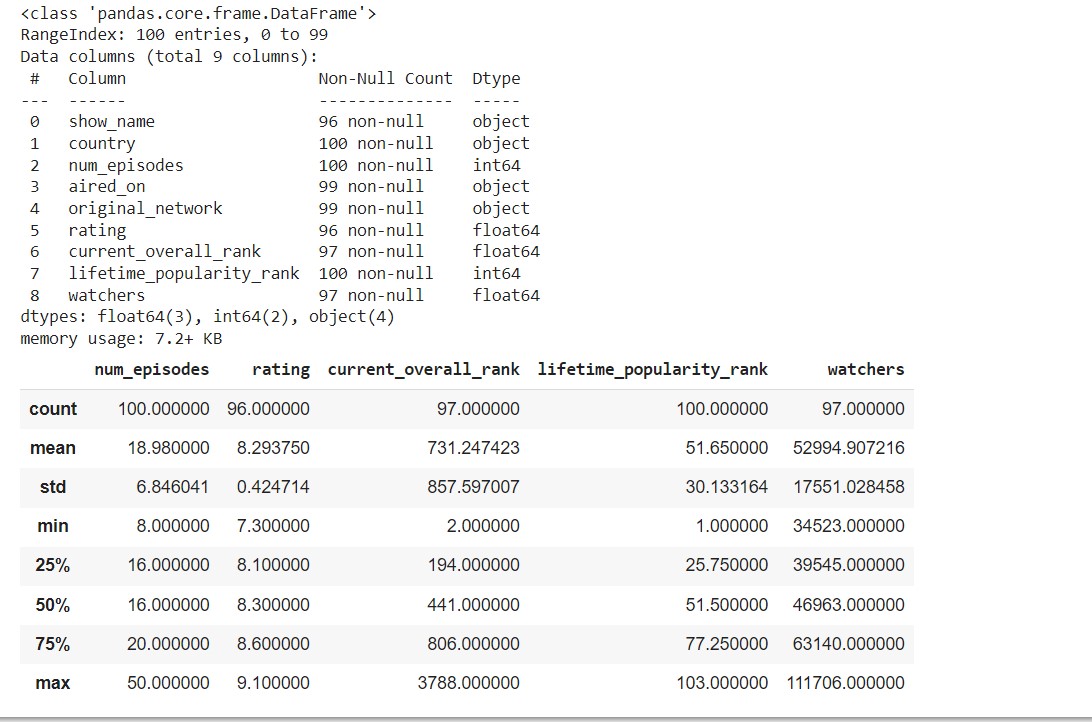 <class 'pandas.core.frame.DataFrame'>
RangeIndex: 100 entries, 0 to 99
Data columns (total 9 columns):
 #   Column                    Non-Null Count  Dtype
---  ------                    --------------  -----
 0   show_name                 96 non-null     object
 1   country                   100 non-null    object
 2   num_episodes              100 non-null    int64
 3   aired_on                  99 non-null     object
 4   original_network          99 non-null     object
 5   rating                    96 non-null     float64
 6   current_overall_rank      97 non-null     float64
 7   lifetime_popularity_rank  100 non-null    int64
 8   watchers                  97 non-null     float64
dtypes: float64(3), int64(2), object(4)
memory usage: 7.2+ KB
num_episodes rating current_overall_rank lifetime_popularity_rank watchers
count 100.000000 96.000000 97.000000 100.000000 97.000000
mean 18.980000 8.293750 731.247423 51.650000 52994.907216
std 6.846041 0.424714 857.597007 30.133164 17551.028458
min 8.000000 7.300000 2.000000 1.000000 34523.000000
25% 16.000000 8.100000 194.000000 25.750000 39545.000000
50% 16.000000 8.300000 441.000000 51.500000 46963.000000
75% 20.000000 8.600000 806.000000 77.250000 63140.000000
max 50.000000 9.100000 3788.000000 103.000000 111706.000000